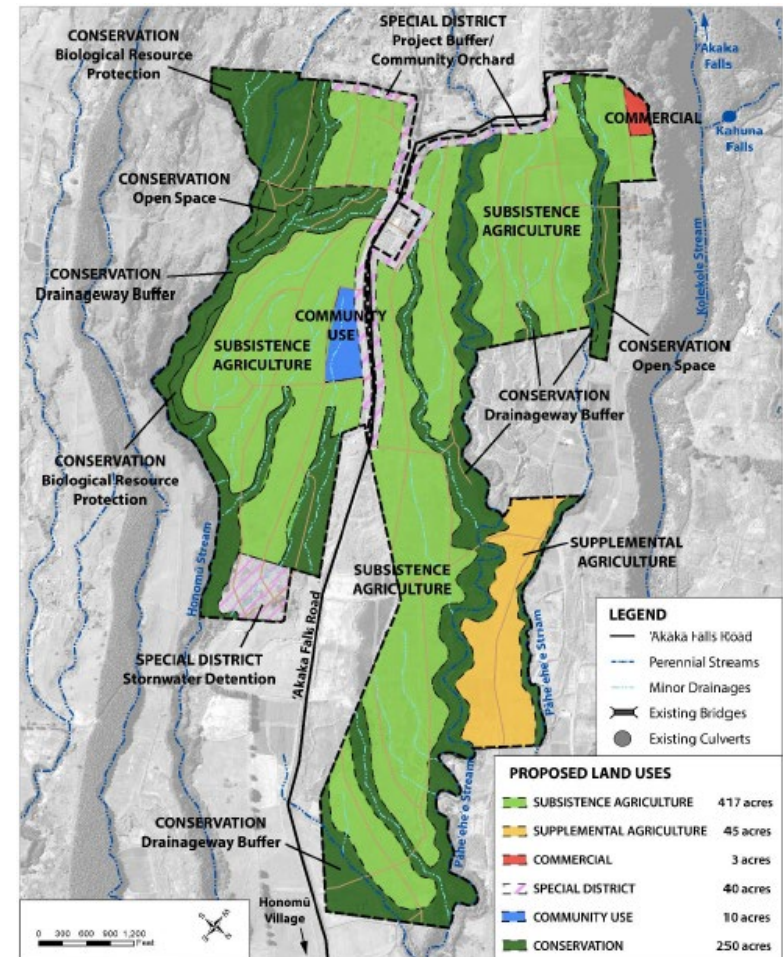 SPECIAL DISTRICT
Project Buffer/
Community Orchard
CONSERVATION
Biological Resource
Protection
'Akaka
Falls
COMMERCIAL
Kahuna
Falls
CONSERVATION
Open Space
SUBSISTENCE
AGRICULTURE
Kolekole Stream
CONSERVATION
Drainageway Buffer
COMMUNITY
USE
SUBSISTENCE
AGRICULTURE
CONSERVATION
Open Space
CONSERVATION
Drainageway Buffer
CONSERVATION
Biological Resource
Protection
Honomū Stream
SUPPLEMENTAL
AGRICULTURE
SUBSISTENCE
AGRICULTURE
'Akaka Falls Road
SPECIAL DISTRICT
Stornwater Detention
Pāhe'ehe'e Stream
Pāhe'ehe'e Stream
CONSERVATION
Drainageway Buffer
Honomū
Village
0 300 600 900 1,200
Feet
LEGEND
'Akaka Falls Road
Perennial Streams
Minor Drainages
Existing Bridges
Existing Culverts
PROPOSED LAND USES
SUBSISTENCE AGRICULTURE 417 acres
SUPPLEMENTAL AGRICULTURE 45 acres
COMMERCIAL 3 acres
SPECIAL DISTRICT 40 acres
COMMUNITY USE 10 acres
CONSERVATION 250 acres